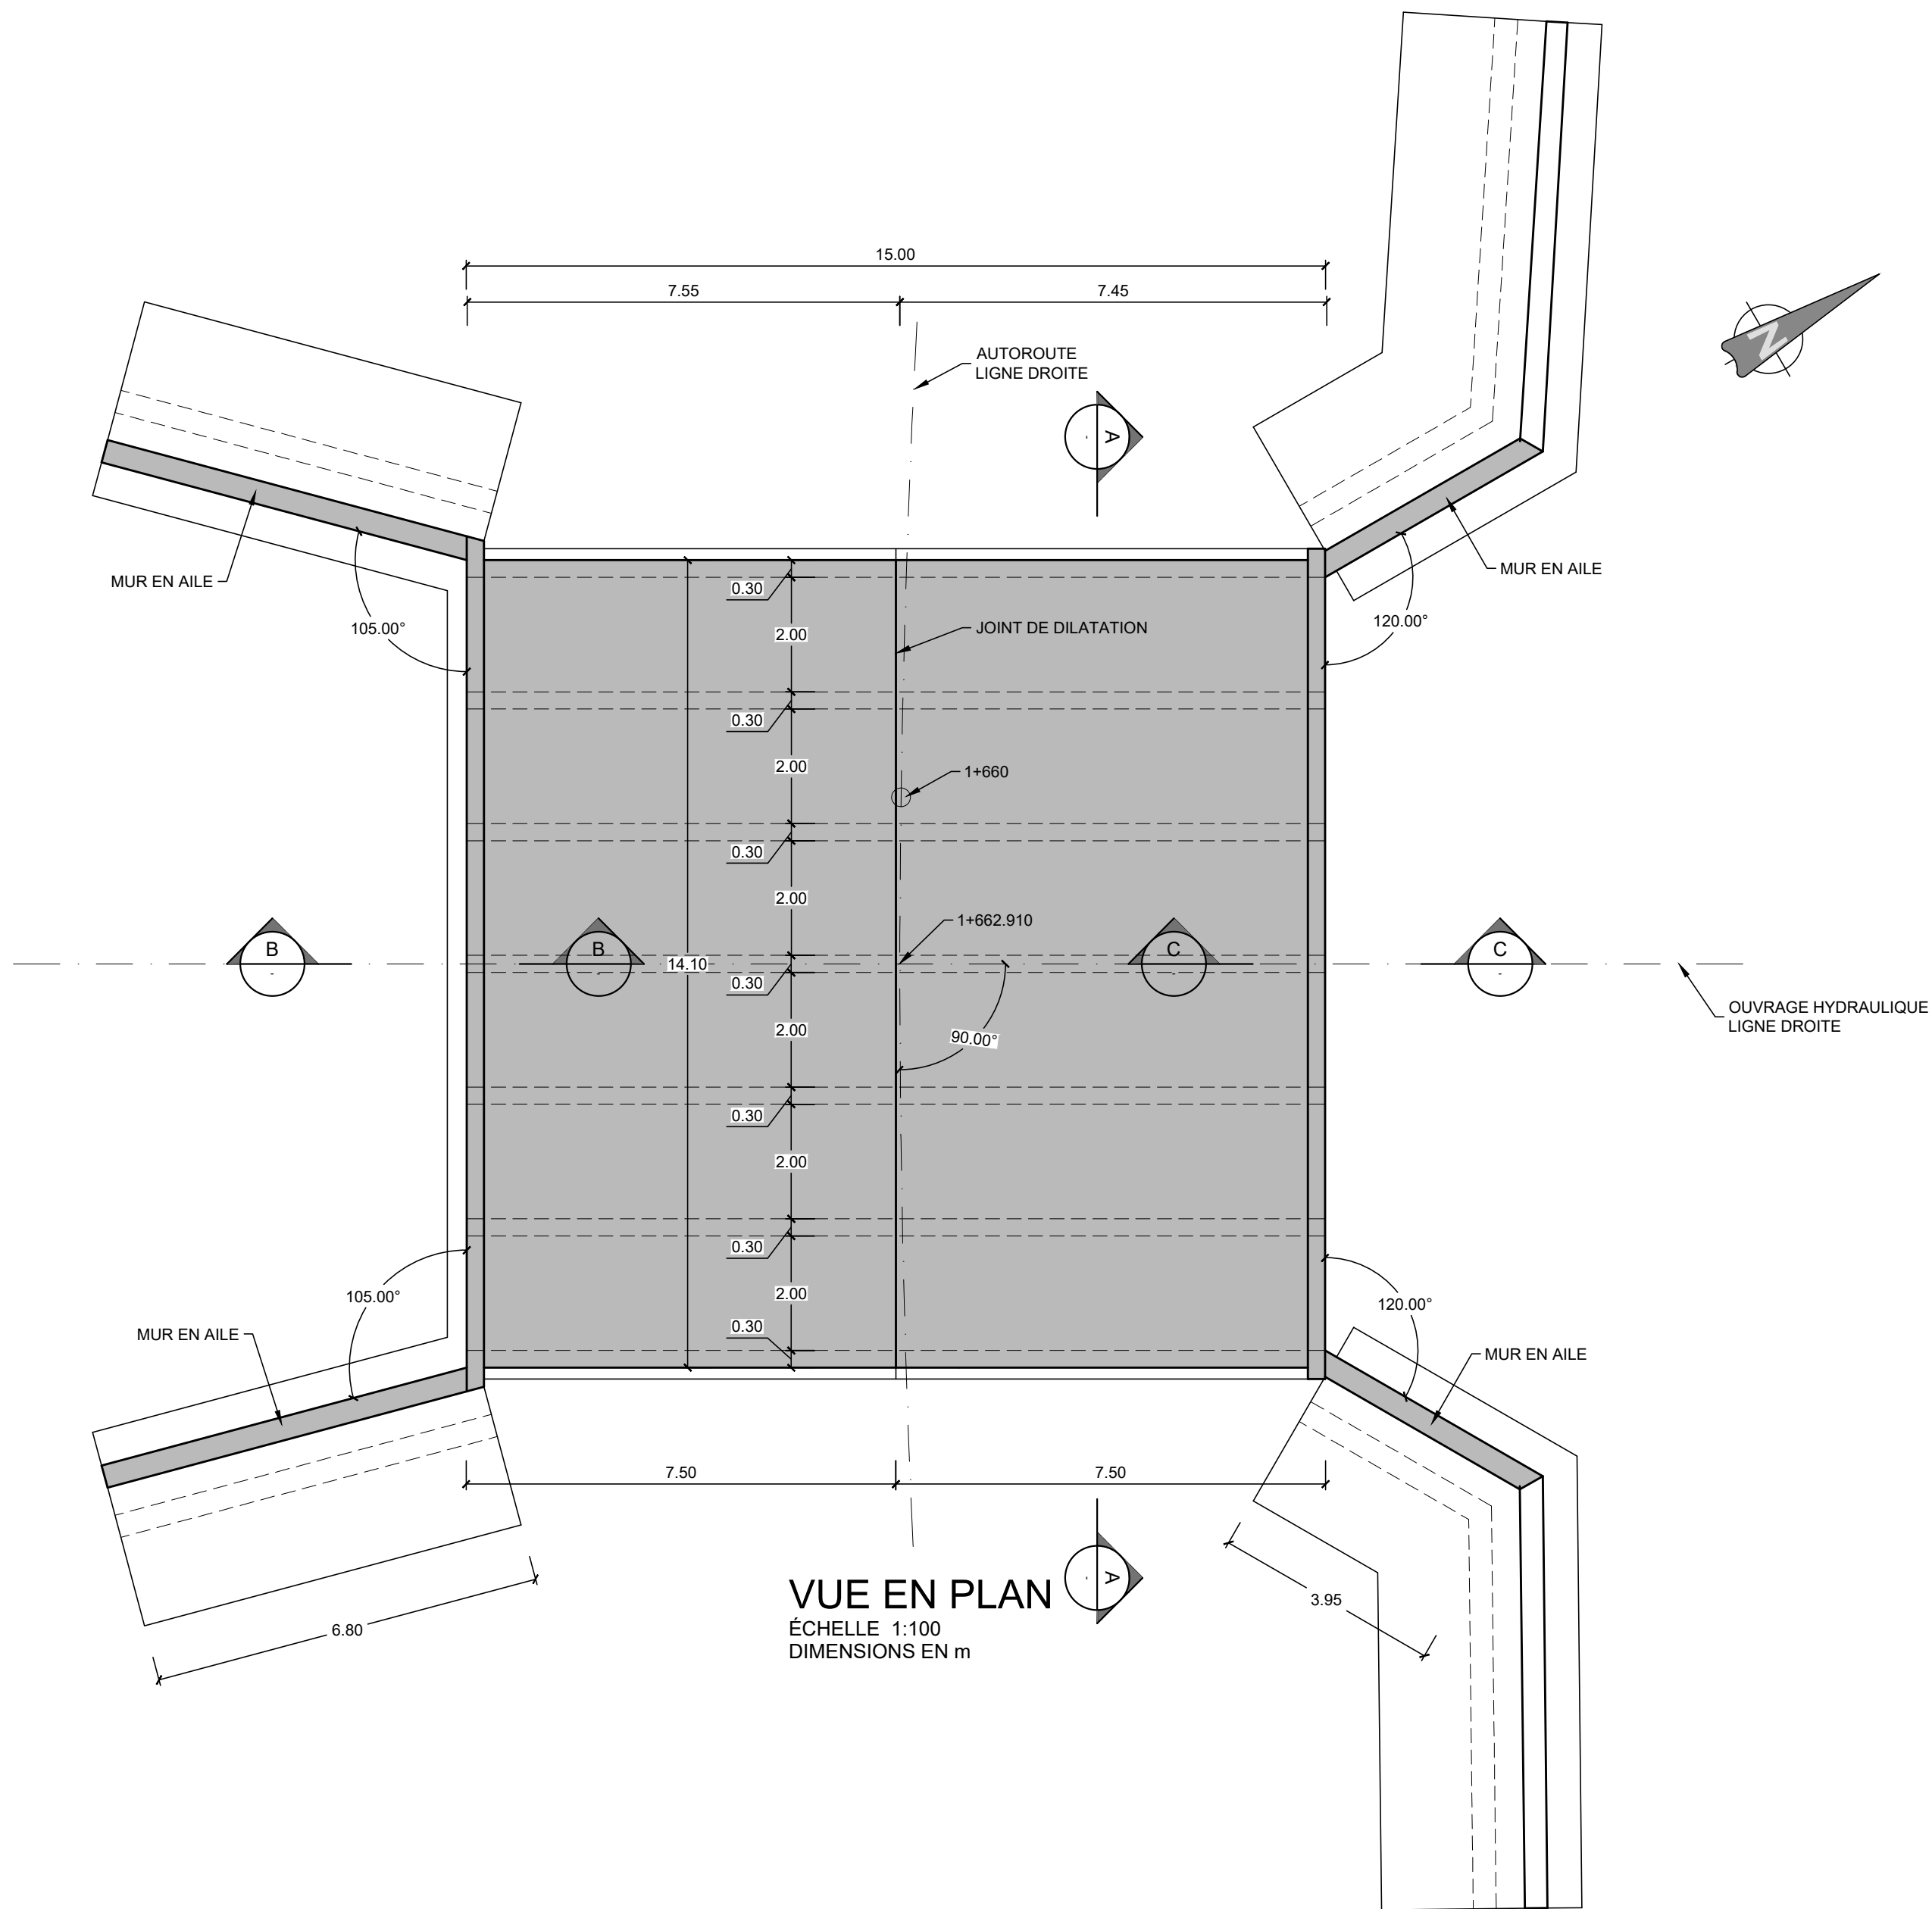 15.00
7.55
7.45
AUTOROUTE
LIGNE DROITE
N
A
-
MUR EN AILE
0.30
MUR EN AILE
105.00°
2.00
JOINT DE DILATATION
120.00°
0.30
2.00
1+660
0.30
2.00
1+662.910
B
-
B
-
14.10
C
-
C
-
0.30
OUVRAGE HYDRAULIQUE
LIGNE DROITE
2.00
90.00°
0.30
2.00
0.30
105.00°
2.00
120.00°
0.30
MUR EN AILE
MUR EN AILE
7.50
7.50
VUE EN PLAN
A
-
ÉCHELLE 1:100
DIMENSIONS EN m
3.95
6.80